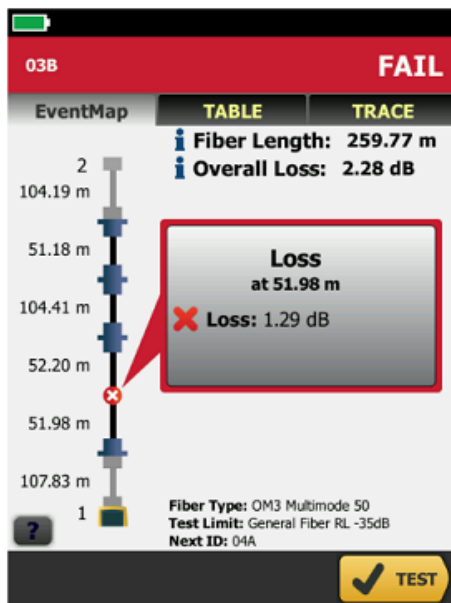 03B
FAIL
EventMap
TABLE
TRACE
Fiber Length: 259.77 m
Overall Loss: 2.28 dB
2
104.19 m
51.18 m
104.41 m
52.20 m
51.98 m
107.83 m
1
Loss
at 51.98 m
Loss: 1.29 dB
Fiber Type: OM3 Multimode 50
Test Limit: General Fiber RL -35dB
Next ID: 04A
?
TEST